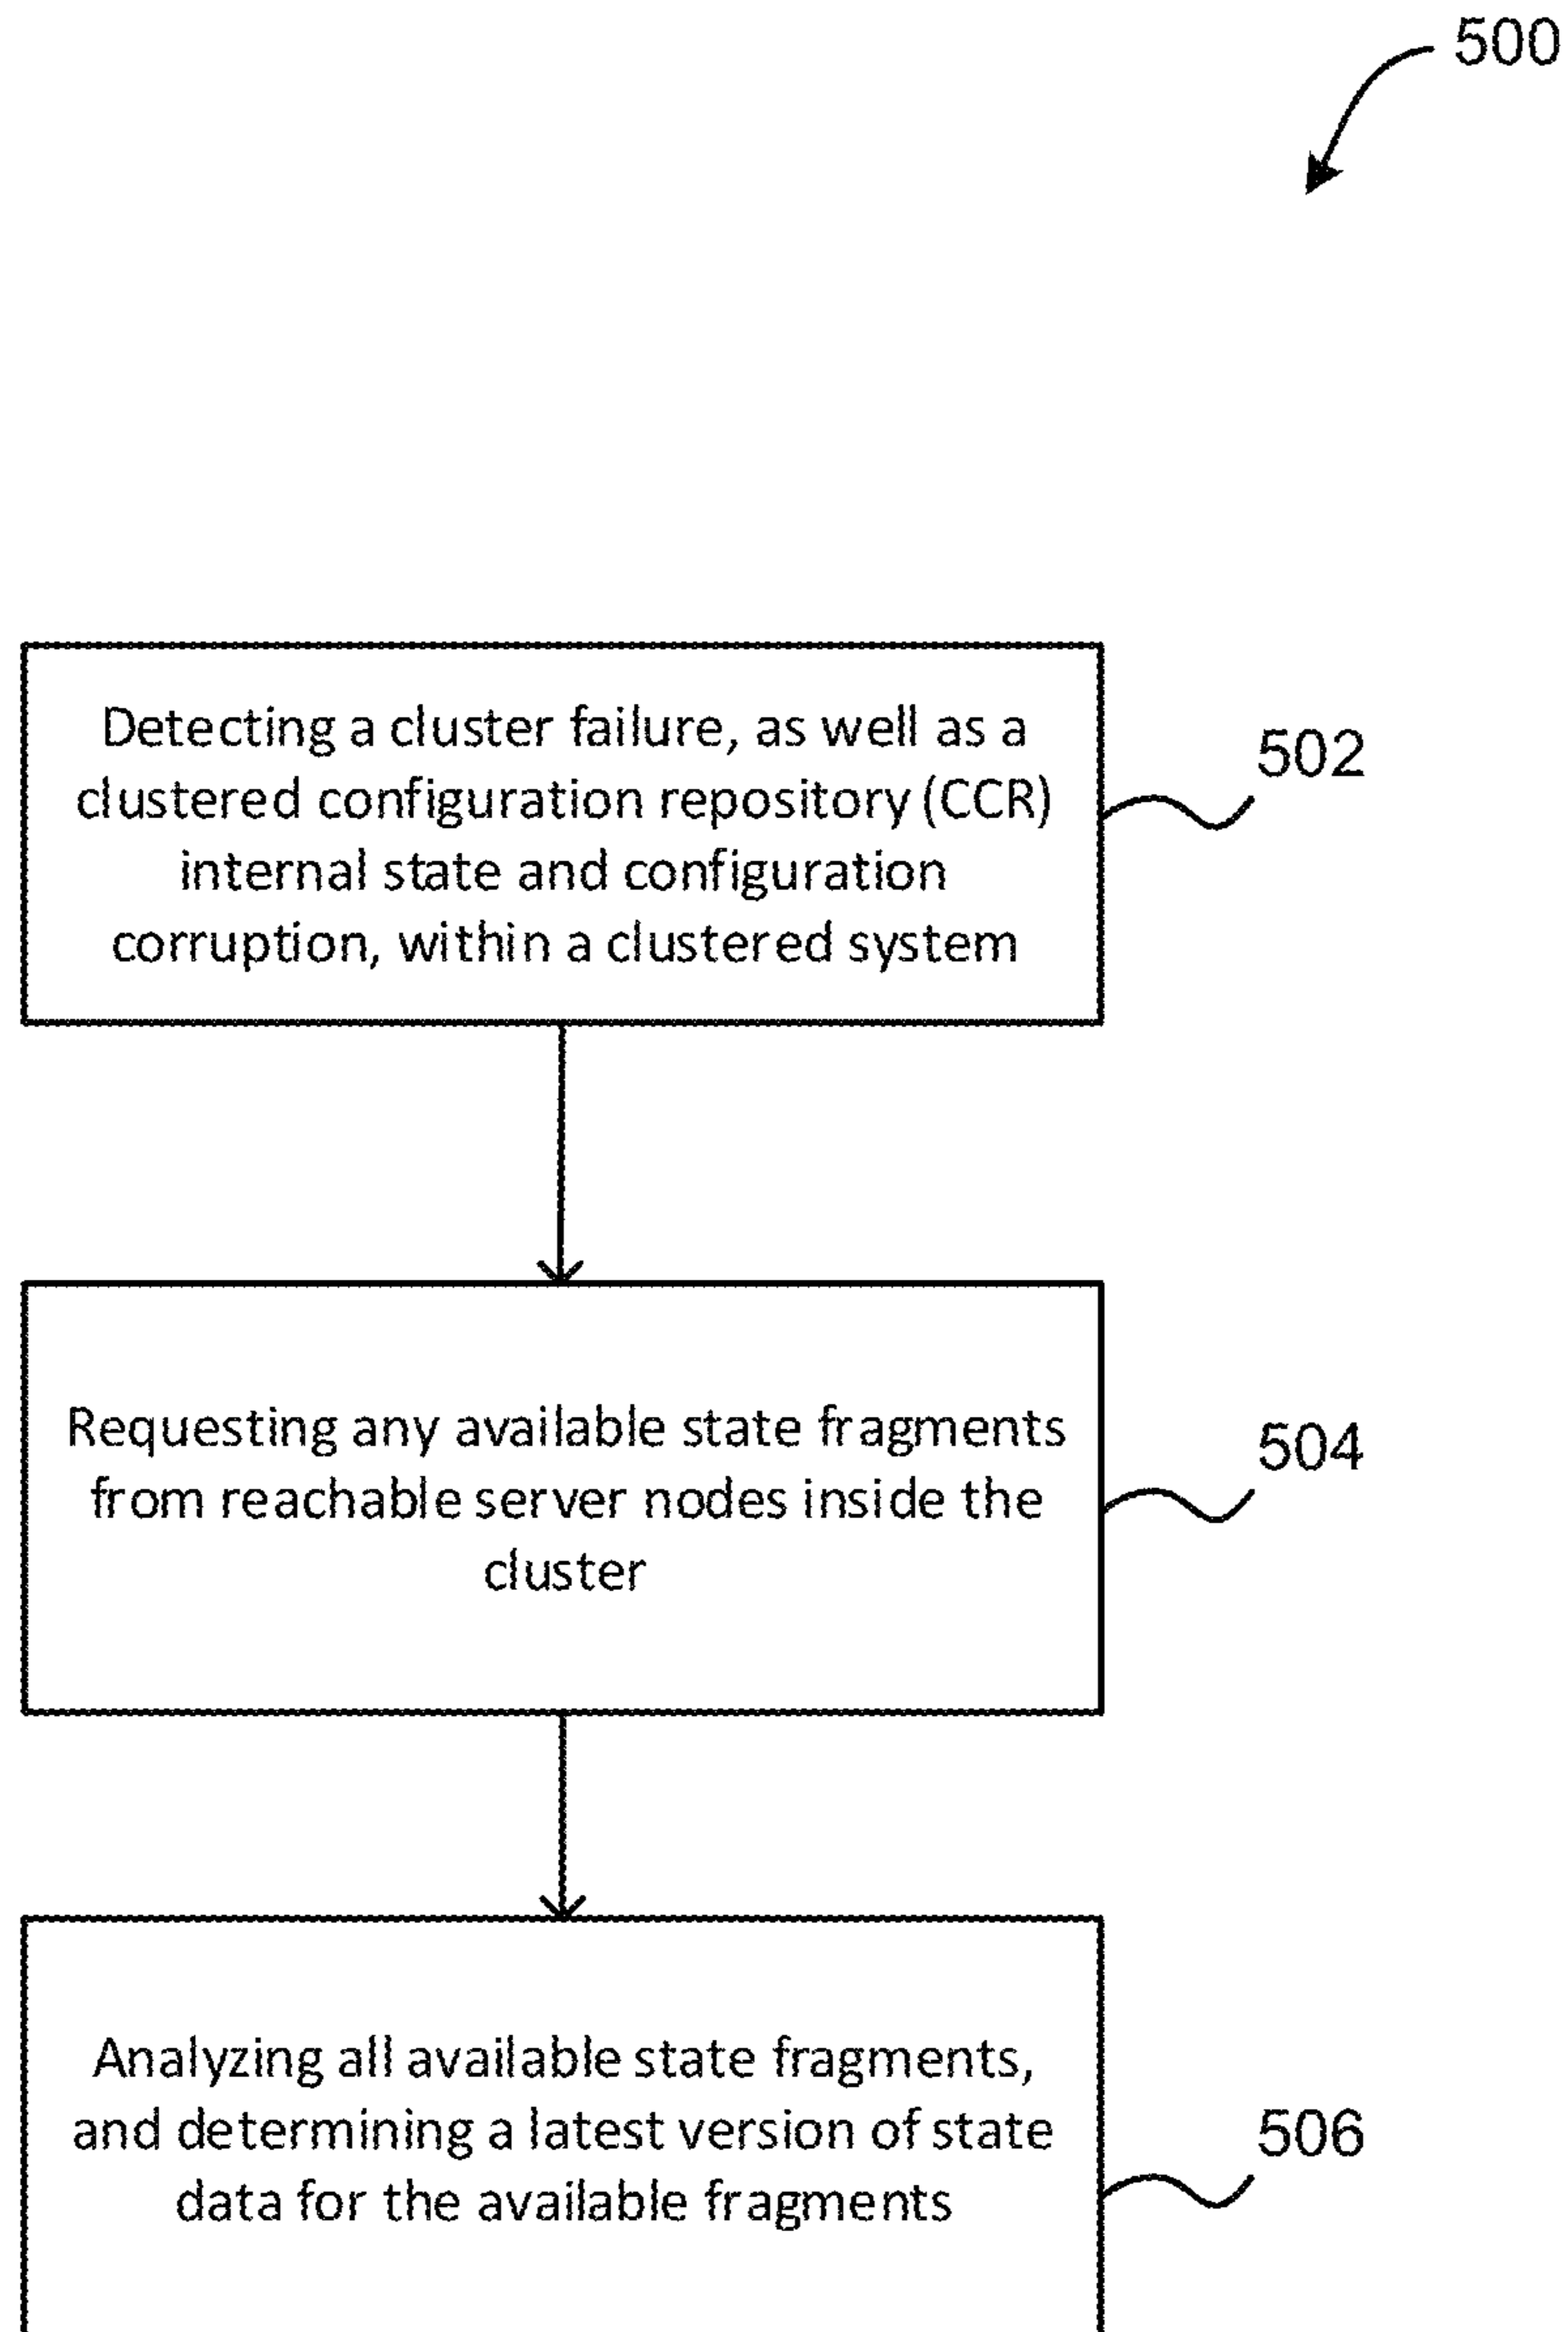 500
Detecting a cluster failure, as well as a
clustered configuration repository (CCR)
internal state and configuration
corruption, within a clustered system
502
Requesting any available state fragments
from reachable server nodes inside the
cluster
504
Analyzing all available state fragments,
and determining a latest version of state
data for the available fragments
506